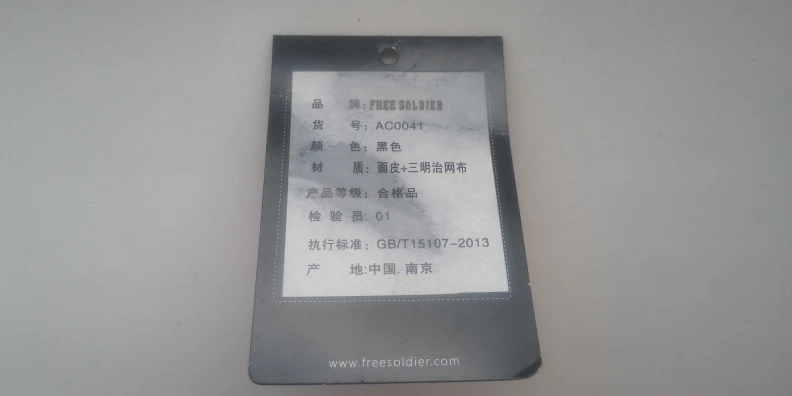 品 牌: FREE SOLDIER
货 号: AC0041
颜 色: 黑色
材 质: 面皮+三明治网布
产品等级: 合格品
检 验 员: 01
执行标准: GB/T15107-2013
产 地:中国.南京
www.freesoldier.com